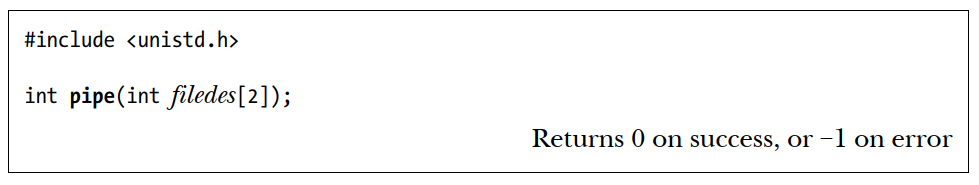 #include <unistd.h>
int pipe(int filedes[2]);
Returns 0 on success, or −1 on error